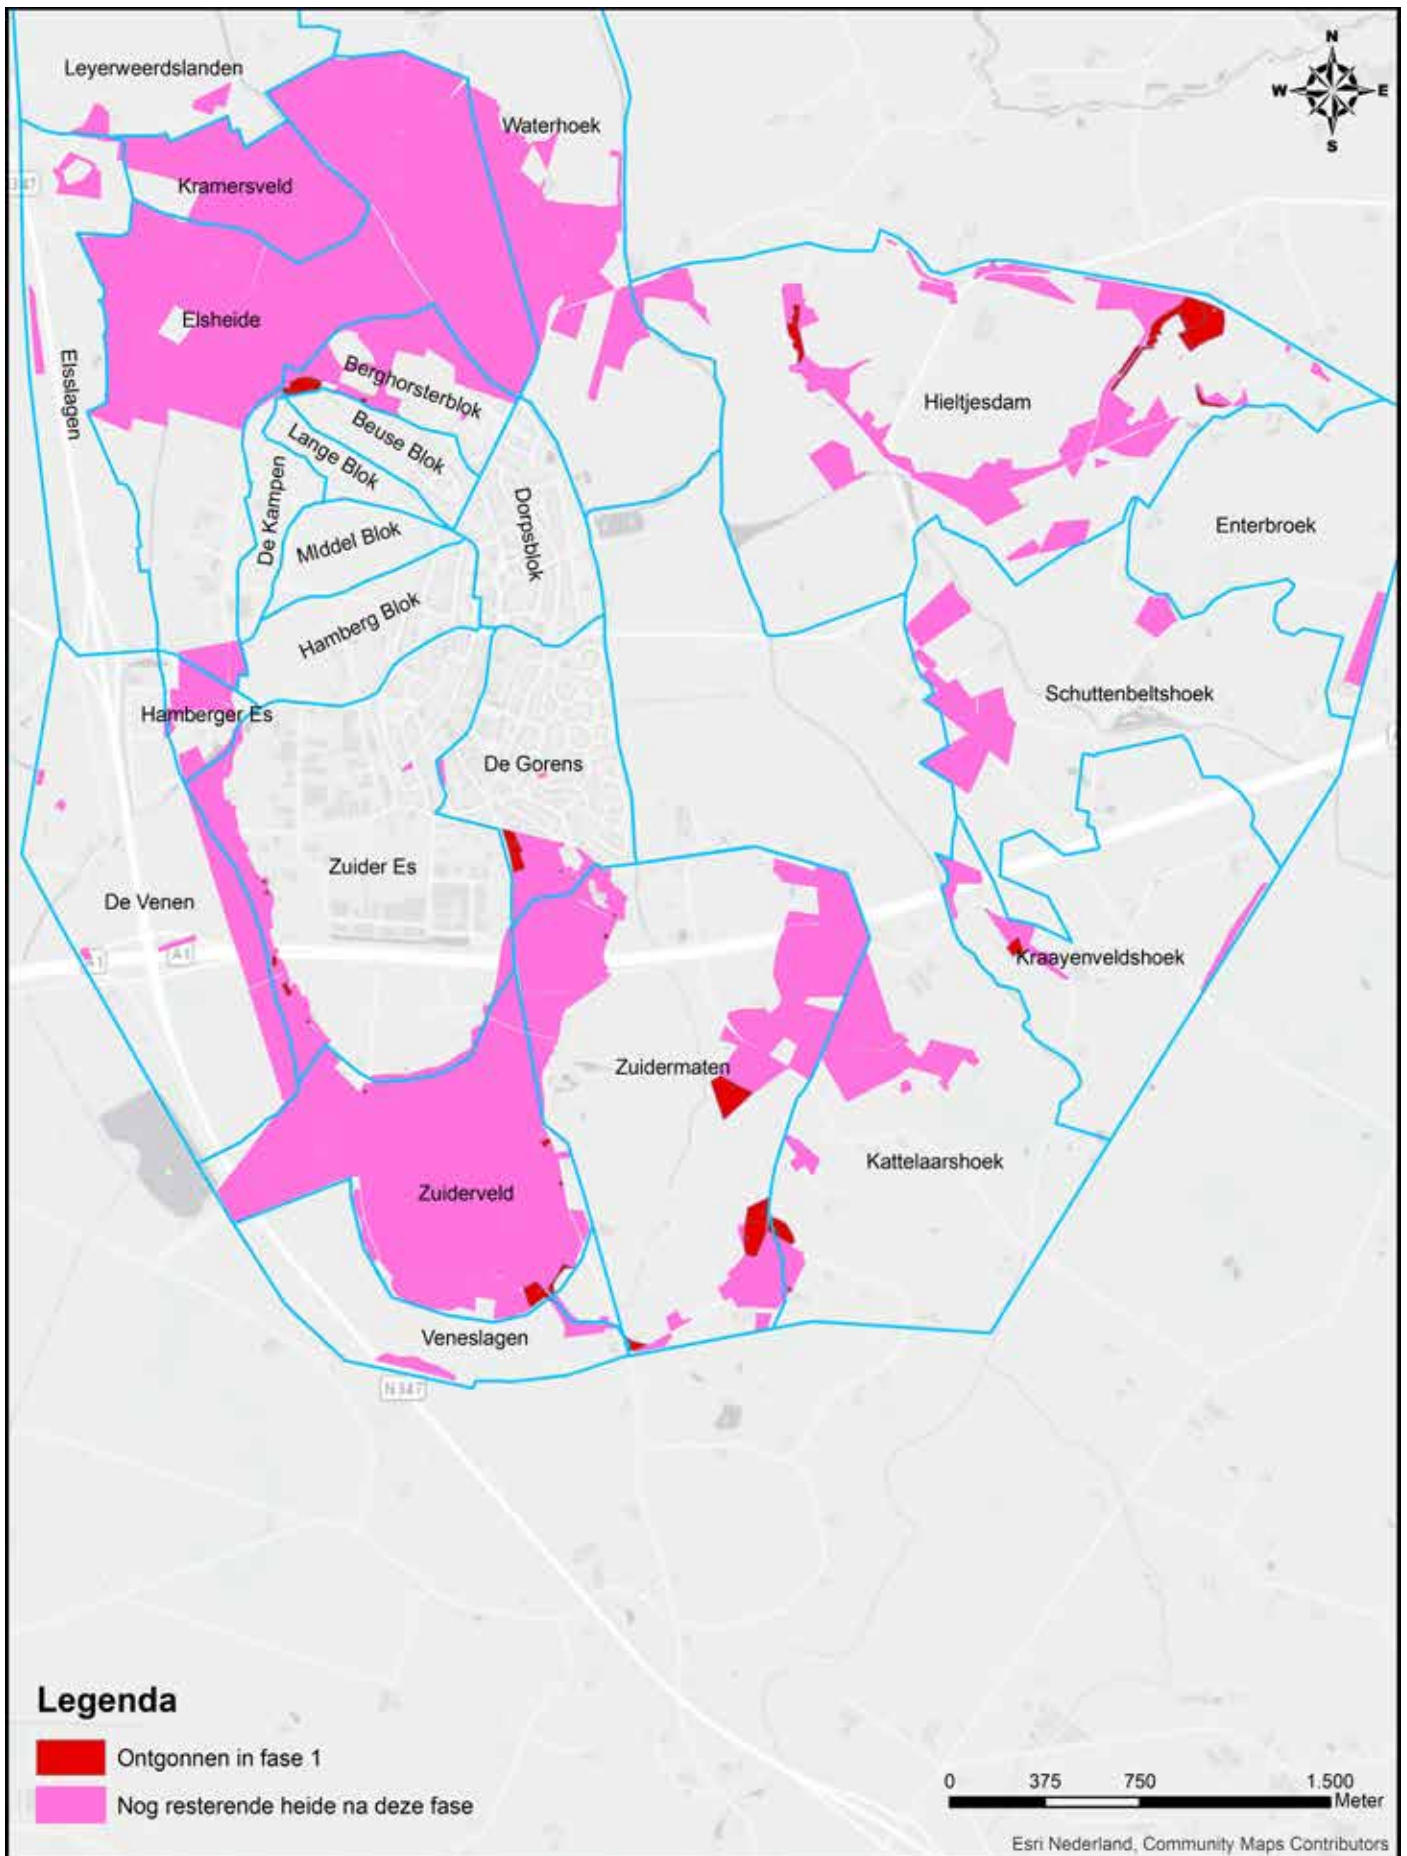 N
W E
S
Leyerweerdslanden
Waterhoek
Kramersveld
Elsheide
Elsslagen
Berghorsterblok
Beuse Blok
Lange Blok
De Kampen
MIddel Blok
Hamberg Blok
Dorpsblok
Hieltjesdam
Enterbroek
Schuttenbeltshoek
Hamberger Es
De Gorens
Zuider Es
De Venen
A1
A1
Kraayenveldshoek
Zuidermaten
Kattelaarshoek
Zuiderveld
Veneslagen
N347
Legenda
Ontgonnen in fase 1
Nog resterende heide na deze fase
0 375 750 1.500
Meter
Esri Nederland, Community Maps Contributors